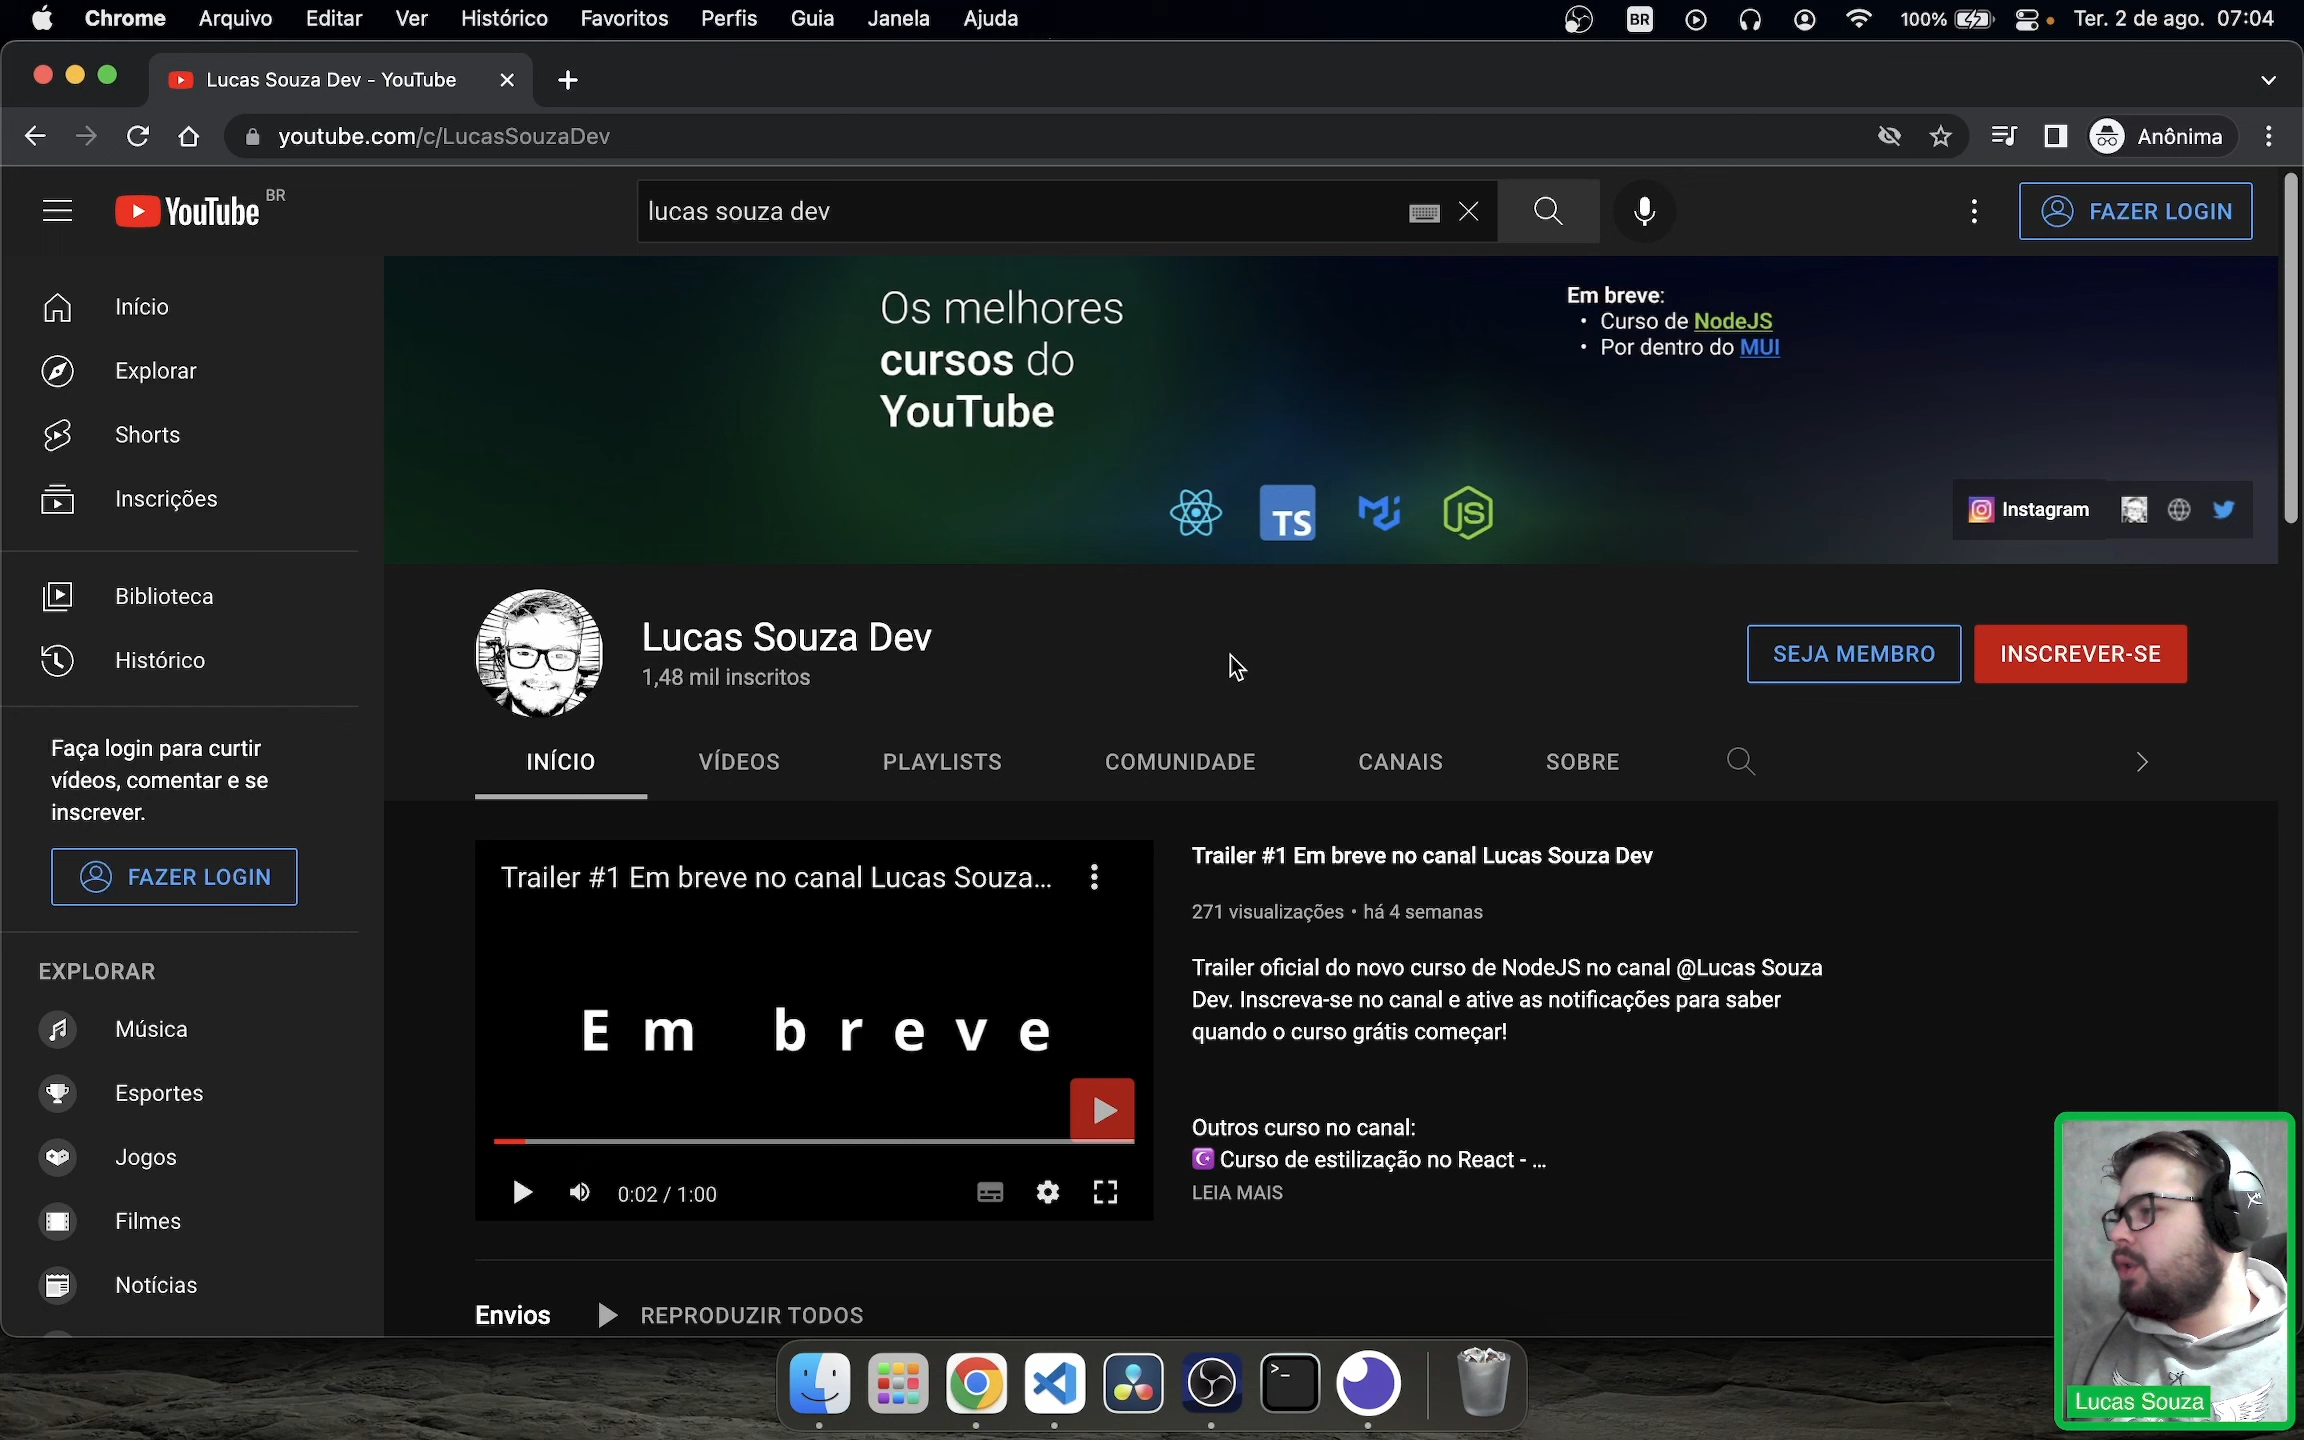 Chrome Arquivo Editar Ver Histórico Favoritos Perfis Guia Janela Ajuda
BR 100% Ter. 2 de ago. 07:04
Lucas Souza Dev - YouTube
youtube.com/c/LucasSouzaDev
Anônima
YouTube BR
lucas souza dev
FAZER LOGIN
Início
Explorar
Shorts
Inscrições
Biblioteca
Histórico
Faça login para curtir
vídeos, comentar e se
inscrever.
FAZER LOGIN
EXPLORAR
Música
Esportes
Jogos
Filmes
Notícias
Os melhores
cursos do
YouTube
Em breve:
• Curso de NodeJS
• Por dentro do MUI
TS
JS
Instagram
Lucas Souza Dev
1,48 mil inscritos
SEJA MEMBRO
INSCREVER-SE
INÍCIO VÍDEOS PLAYLISTS COMUNIDADE CANAIS SOBRE
Trailer #1 Em breve no canal Lucas Souza...
Em breve
0:02 / 1:00
Trailer #1 Em breve no canal Lucas Souza Dev
271 visualizações • há 4 semanas
Trailer oficial do novo curso de NodeJS no canal @Lucas Souza
Dev. Inscreva-se no canal e ative as notificações para saber
quando o curso grátis começar!
Outros curso no canal:
Curso de estilização no React - ...
LEIA MAIS
Envios REPRODUZIR TODOS
Lucas Souza